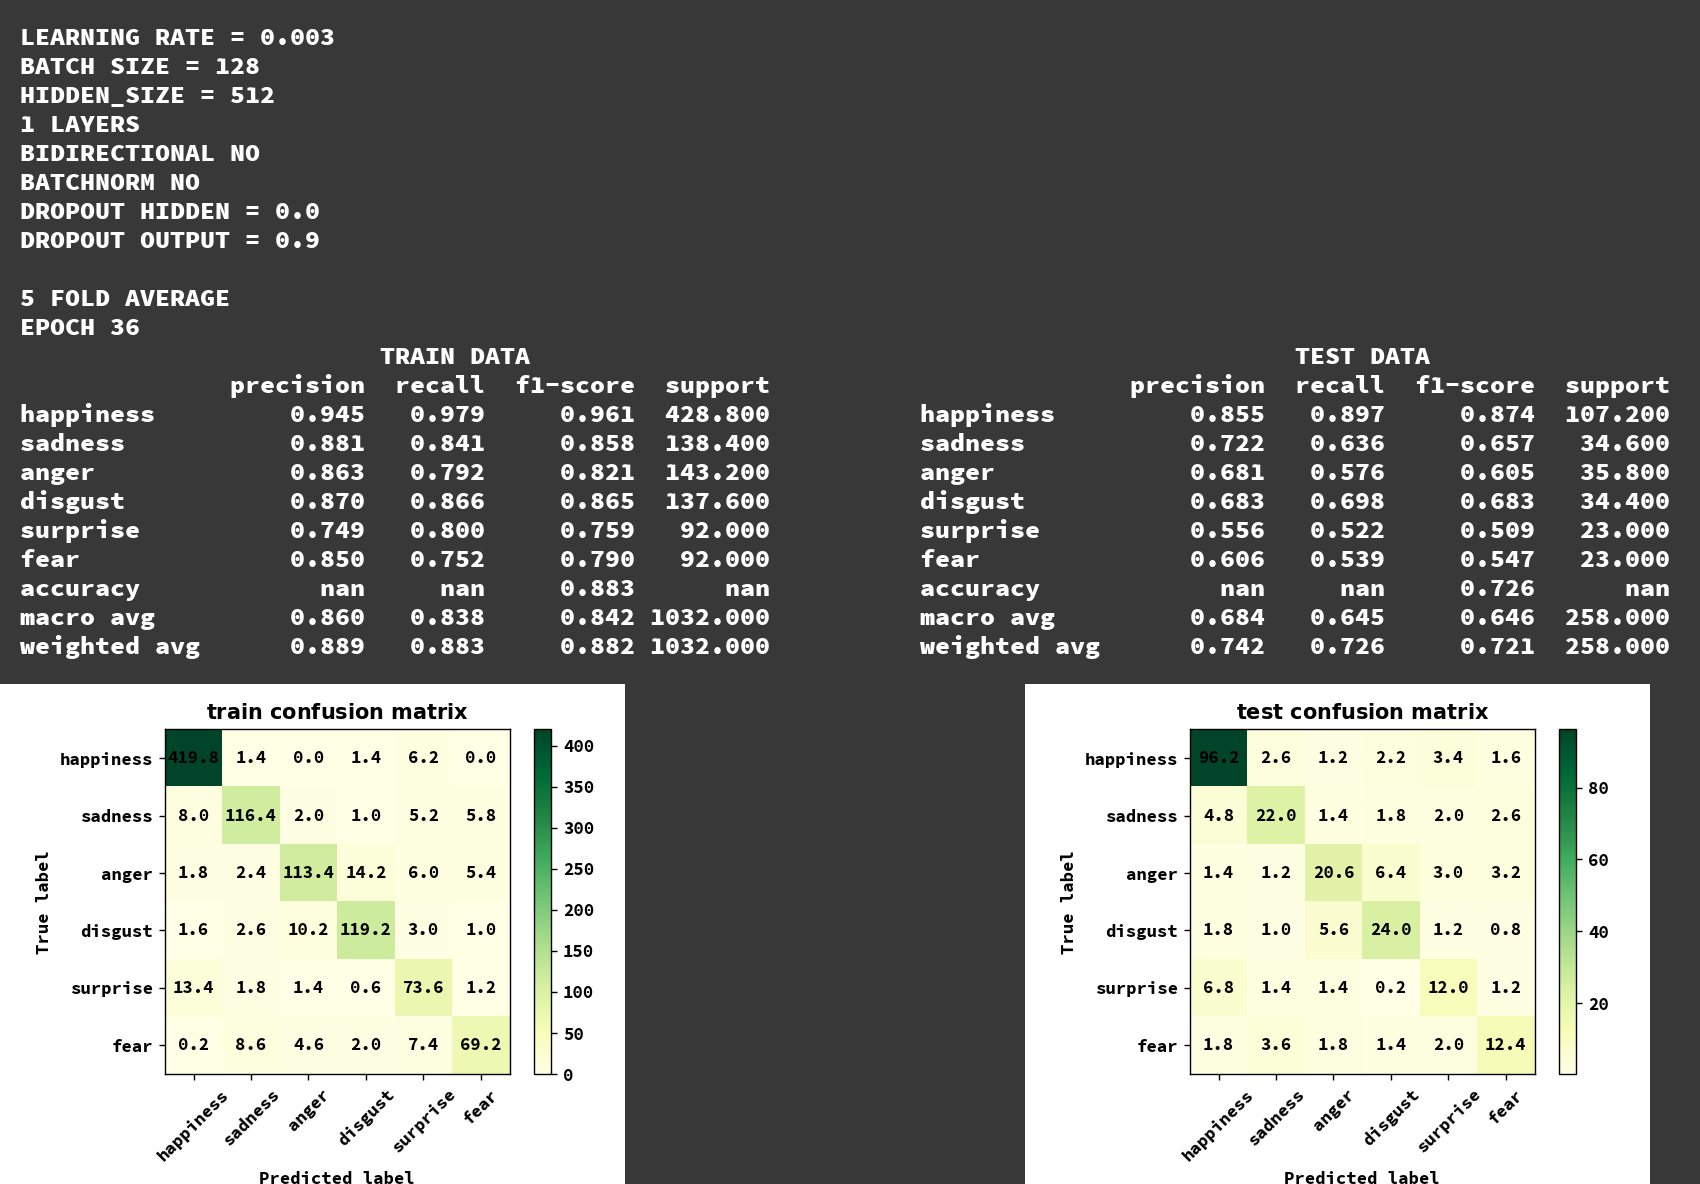 LEARNING RATE = 0.003
BATCH SIZE = 128
HIDDEN_SIZE = 512
1 LAYERS
BIDIRECTIONAL NO
BATCHNORM NO
DROPOUT HIDDEN = 0.0
DROPOUT OUTPUT = 0.9
5 FOLD AVERAGE
EPOCH 36
TRAIN DATA
precision recall f1-score support
happiness 0.945 0.979 0.961 428.800
sadness 0.881 0.841 0.858 138.400
anger 0.863 0.792 0.821 143.200
disgust 0.870 0.866 0.865 137.600
surprise 0.749 0.800 0.759 92.000
fear 0.850 0.752 0.790 92.000
accuracy nan nan 0.883 nan
macro avg 0.860 0.838 0.842 1032.000
weighted avg 0.889 0.883 0.882 1032.000
TEST DATA
precision recall f1-score support
happiness 0.855 0.897 0.874 107.200
sadness 0.722 0.636 0.657 34.600
anger 0.681 0.576 0.605 35.800
disgust 0.683 0.698 0.683 34.400
surprise 0.556 0.522 0.509 23.000
fear 0.606 0.539 0.547 23.000
accuracy nan nan 0.726 nan
macro avg 0.684 0.645 0.646 258.000
weighted avg 0.742 0.726 0.721 258.000
train confusion matrix
True label
happiness 419.8 1.4 0.0 1.4 6.2 0.0
sadness 8.0 116.4 2.0 1.0 5.2 5.8
anger 1.8 2.4 113.4 14.2 6.0 5.4
disgust 1.6 2.6 10.2 119.2 3.0 1.0
surprise 13.4 1.8 1.4 0.6 73.6 1.2
fear 0.2 8.6 4.6 2.0 7.4 69.2
happiness sadness anger disgust surprise fear
Predicted label
400
350
300
250
200
150
100
50
0
test confusion matrix
True label
happiness 96.2 2.6 1.2 2.2 3.4 1.6
sadness 4.8 22.0 1.4 1.8 2.0 2.6
anger 1.4 1.2 20.6 6.4 3.0 3.2
disgust 1.8 1.0 5.6 24.0 1.2 0.8
surprise 6.8 1.4 1.4 0.2 12.0 1.2
fear 1.8 3.6 1.8 1.4 2.0 12.4
happiness sadness anger disgust surprise fear
Predicted label
80
60
40
20